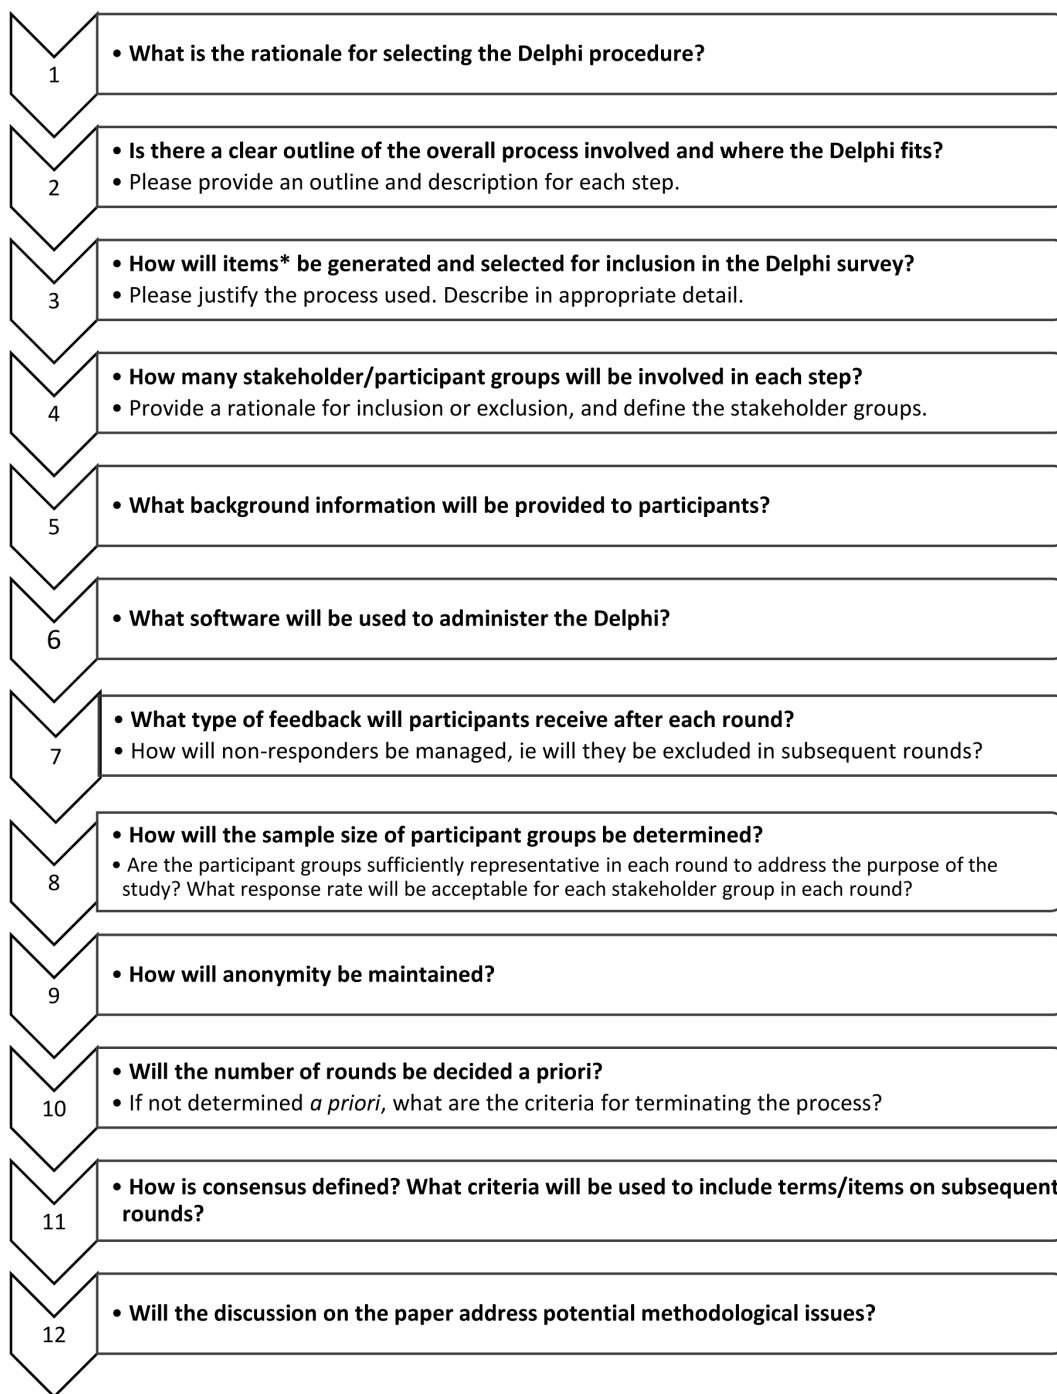 1
• What is the rationale for selecting the Delphi procedure?
2
• Is there a clear outline of the overall process involved and where the Delphi fits?
• Please provide an outline and description for each step.
3
• How will items* be generated and selected for inclusion in the Delphi survey?
• Please justify the process used. Describe in appropriate detail.
4
• How many stakeholder/participant groups will be involved in each step?
• Provide a rationale for inclusion or exclusion, and define the stakeholder groups.
5
• What background information will be provided to participants?
6
• What software will be used to administer the Delphi?
7
• What type of feedback will participants receive after each round?
• How will non-responders be managed, ie will they be excluded in subsequent rounds?
8
• How will the sample size of participant groups be determined?
• Are the participant groups sufficiently representative in each round to address the purpose of the
study? What response rate will be acceptable for each stakeholder group in each round?
9
• How will anonymity be maintained?
10
• Will the number of rounds be decided a priori?
• If not determined a priori, what are the criteria for terminating the process?
11
• How is consensus defined? What criteria will be used to include terms/items on subsequent
rounds?
12
• Will the discussion on the paper address potential methodological issues?